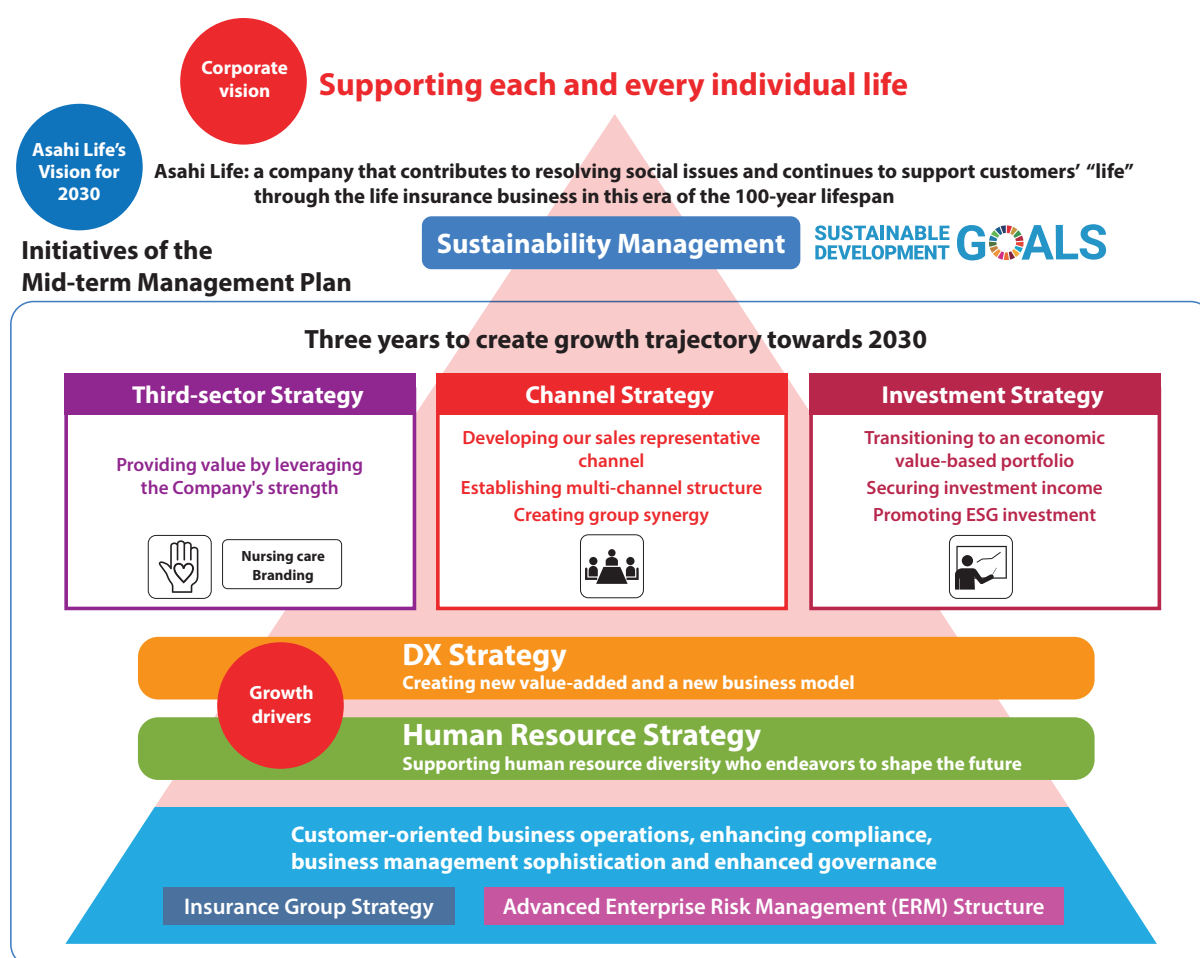 Corporate
vision
Supporting each and every individual life
Asahi Life's
Vision for
2030
Asahi Life: a company that contributes to resolving social issues and continues to support customers' “life”
through the life insurance business in this era of the 100-year lifespan
Initiatives of the
Mid-term Management Plan
Sustainability Management
SUSTAINABLE
DEVELOPMENT
GOALS
Three years to create growth trajectory towards 2030
Third-sector Strategy
Providing value by leveraging
the Company's strength
Nursing care
Branding
Channel Strategy
Developing our sales representative
channel
Establishing multi-channel structure
Creating group synergy
Investment Strategy
Transitioning to an economic
value-based portfolio
Securing investment income
Promoting ESG investment
Growth
drivers
DX Strategy
Creating new value-added and a new business model
Human Resource Strategy
Supporting human resource diversity who endeavors to shape the future
Customer-oriented business operations, enhancing compliance,
business management sophistication and enhanced governance
Insurance Group Strategy
Advanced Enterprise Risk Management (ERM) Structure